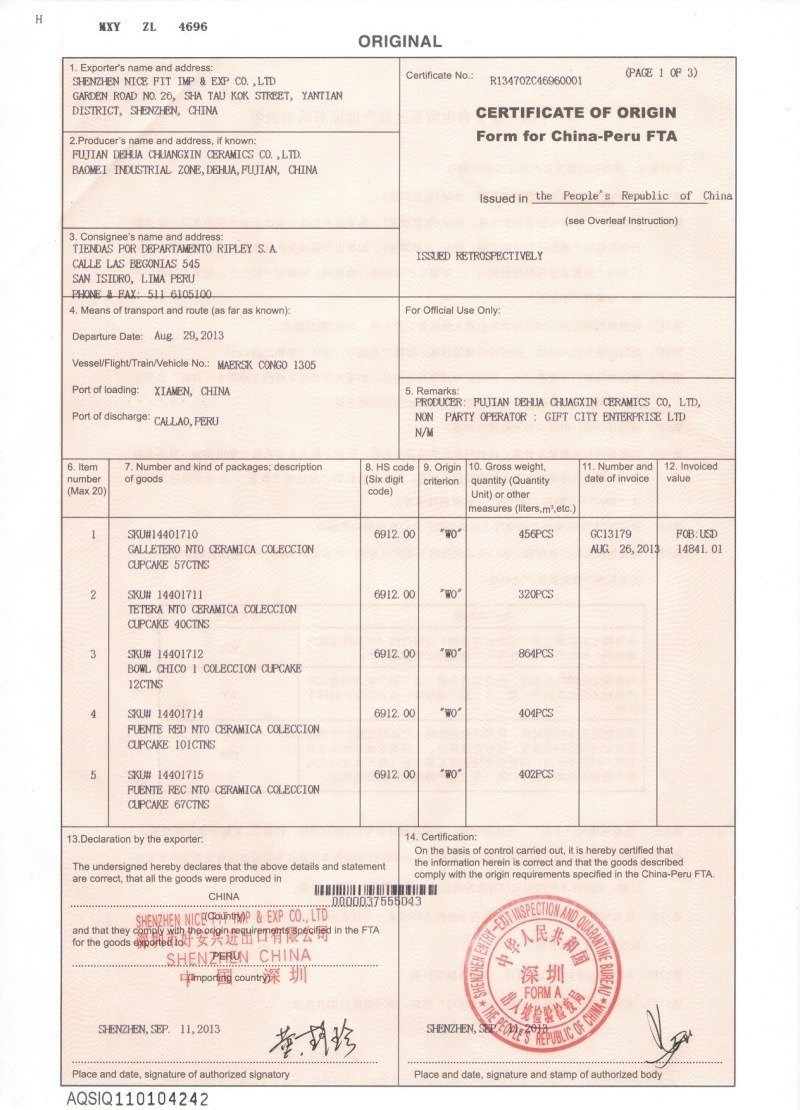 H
MXY ZL 4696
ORIGINAL
1. Exporter's name and address:
SHENZHEN NICE FIT IMP & EXP CO.,LTD
GARDEN ROAD NO.26, SHA TAU KOK STREET, YANTIAN
DISTRICT, SHENZHEN, CHINA
Certificate No.: R13470ZC46960001 (PAGE 1 OF 3)
CERTIFICATE OF ORIGIN
Form for China-Peru FTA
Issued in the People's Republic of China
(see Overleaf Instruction)
ISSUED RETROSPECTIVELY
2.Producer's name and address, if known:
FUJIAN DEHUA CHUANGXIN CERAMICS CO.,LTD.
BAOMEI INDUSTRIAL ZONE,DEHUA,FUJIAN, CHINA
3. Consignee's name and address:
TIENDAS POR DEPARTAMENTO RIPLEY S.A.
CALLE LAS BEGONIAS 545
SAN ISIDRO, LIMA PERU
PHONE & FAX: 511 6105100
4. Means of transport and route (as far as known):
Departure Date: Aug. 29,2013
Vessel/Flight/Train/Vehicle No.: MAERSK CONGO 1305
Port of loading: XIAMEN, CHINA
Port of discharge: CALLAO,PERU
For Official Use Only:
5. Remarks:
PRODUCER: FUJIAN DEHUA CHUAGXIN CERAMICS CO, LTD,
NON PARTY OPERATOR : GIFT CITY ENTERPRISE LTD
N/M
6. Item number (Max 20)
7. Number and kind of packages; description of goods
8. HS code (Six digit code)
9. Origin criterion
10. Gross weight, quantity (Quantity Unit) or other measures (liters,m³,etc.)
11. Number and date of invoice
12. Invoiced value
1 SKU#14401710 6912.00 "WO" 456PCS GC13179 FOB:USD
GALLETERO NTO CERAMICA COLECCION AUG. 26,2013 14841.01
CUPCAKE 57CTNS
2 SKU# 14401711 6912.00 "WO" 320PCS
TETERA NTO CERAMICA COLECCION
CUPCAKE 40CTNS
3 SKU# 14401712 6912.00 "WO" 864PCS
BOWL CHICO 1 COLECCION CUPCAKE
12CTNS
4 SKU# 14401714 6912.00 "WO" 404PCS
FUENTE RED NTO CERAMICA COLECCION
CUPCAKE 101CTNS
5 SKU# 14401715 6912.00 "WO" 402PCS
FUENTE REC NTO CERAMICA COLECCION
CUPCAKE 67CTNS
13.Declaration by the exporter:
The undersigned hereby declares that the above details and statement
are correct, that all the goods were produced in
CHINA
(Country)
and that they comply with the origin requirements specified in the FTA
for the goods exported to
PERU
(Importing country)
0000037555043
SHENZHEN NICE FIT IMP & EXP CO.,LTD
深圳市好安兴进出口有限公司
SHENZHEN CHINA
中国 深圳
SHENZHEN, SEP. 11,2013
Place and date, signature of authorized signatory
14. Certification:
On the basis of control carried out, it is hereby certified that
the information herein is correct and that the goods described
comply with the origin requirements specified in the China-Peru FTA.
SHENZHEN ENTRY-EXIT INSPECTION AND QUARANTINE BUREAU
中华人民共和国
深圳
FORM A
出入境检验检疫局
THE PEOPLE'S REPUBLIC OF CHINA
SHENZHEN, SEP. 11,2013
Place and date, signature and stamp of authorized body
AQSIQ110104242